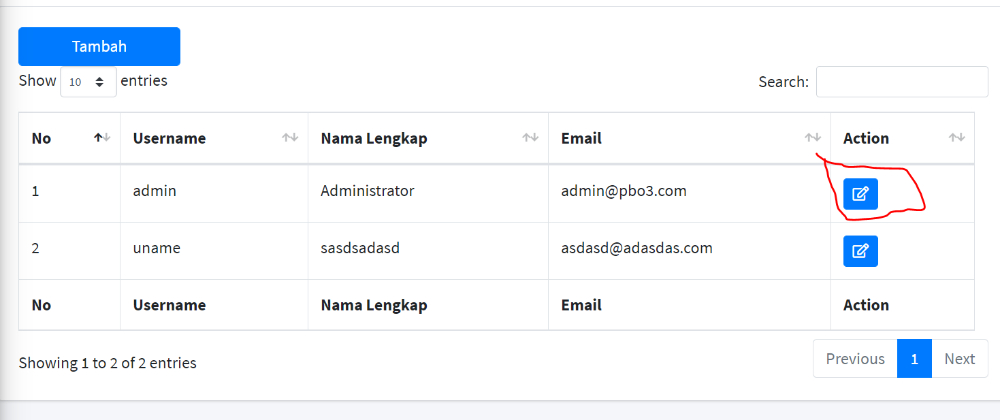 Tambah
Show 10 entries Search:
No Username Nama Lengkap Email Action
1 admin Administrator admin@pbo3.com
2 uname sasdsadasd asdasd@adasdas.com
No Username Nama Lengkap Email Action
Showing 1 to 2 of 2 entries Previous 1 Next